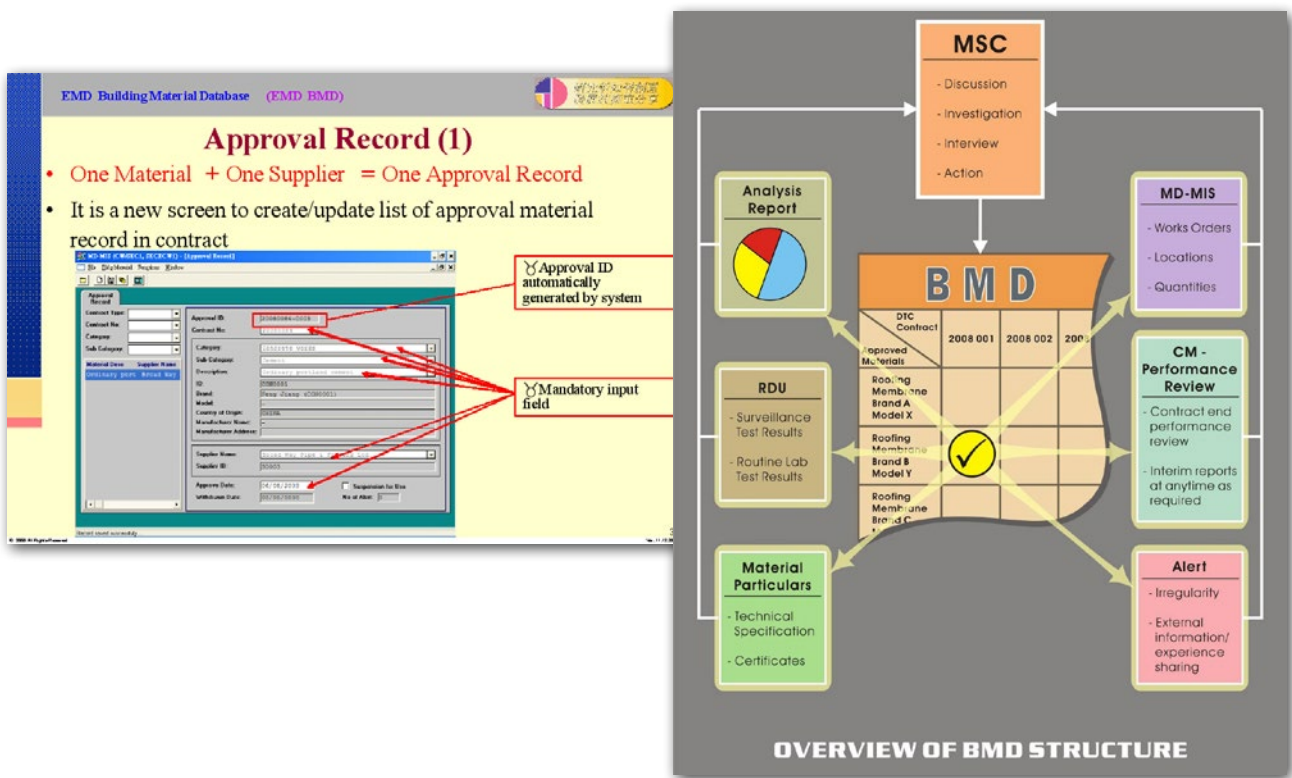 EMD Building Material Database (EMD BMD)
Approval Record (1)
• One Material + One Supplier = One Approval Record
• It is a new screen to create/update list of approval material
record in contract
Approval ID
automatically
generated by system
Mandatory input
field
Approval
Record
Contract Type:
Contract No:
Category
Sub Category:
Material Desc Supplier Name
Approval ID:
Contract No:
Category:
Sub Category:
Description:
ID:
Brand:
Model:
Country of Origin:
Manufacturer Name:
Manufacturer Address:
Supplier Name:
Supplier ID:
Approve Date:
Withdrawn Date:
Suspension for Use
No of Alert:
Record saved successfully
MSC
- Discussion
- Investigation
- Interview
- Action
Analysis
Report
MD-MIS
- Works Orders
- Locations
- Quantities
BMD
DTC
Contract
Approved
Materials
2008 001
2008 002
2008
Roofing
Membrane
Brand A
Model X
Roofing
Membrane
Brand B
Model Y
Roofing
Membrane
Brand C
RDU
- Surveillance
Test Results
- Routine Lab
Test Results
CM -
Performance
Review
- Contract end
performance
review
- Interim reports
at anytime as
required
Material
Particulars
- Technical
Specification
- Certificates
Alert
- Irregularity
- External
information/
experience
sharing
OVERVIEW OF BMD STRUCTURE